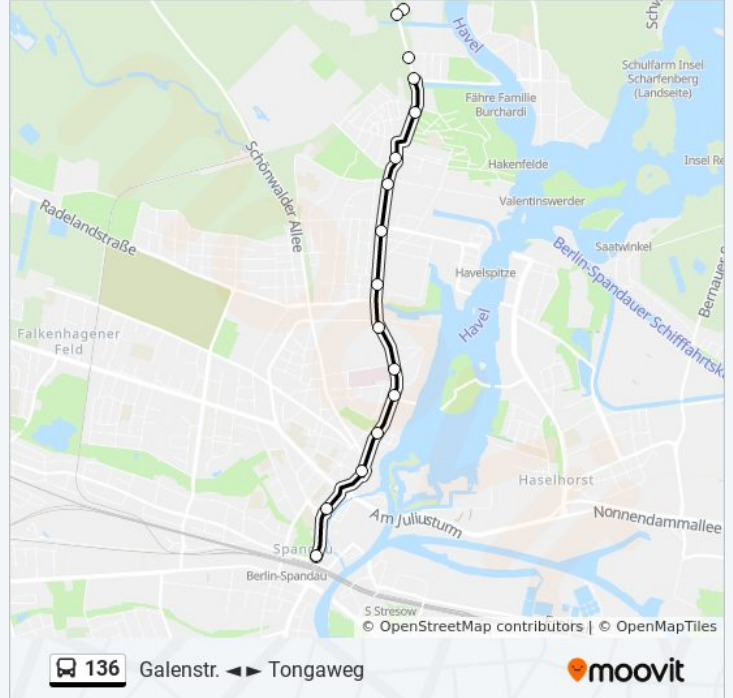 Havel
Schulfarm Insel
Scharfenberg
(Landseite)
Fähre Familie
Burchardi
Schönwalder Allee
Hakenfelde
Insel Re
Valentinswerder
Radelandstraße
Saatwinkel
Berlin-Spandauer Schifffahrtska
Havelspitze
Bernauer
Havel
Falkenhagener
Feld
Haselhorst
Am Juliusturm
Nonnendammallee
Spandau
Berlin-Spandau
S Stresow
© OpenStreetMap contributors | © OpenMapTiles
136 Galenstr. ◄► Tongaweg
moovit